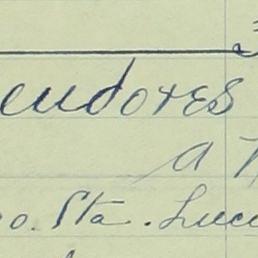 eudores
a
o. Sta. Luc